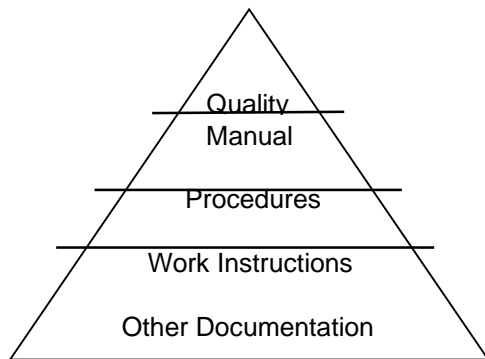 Quality
Manual
Procedures
Work Instructions
Other Documentation